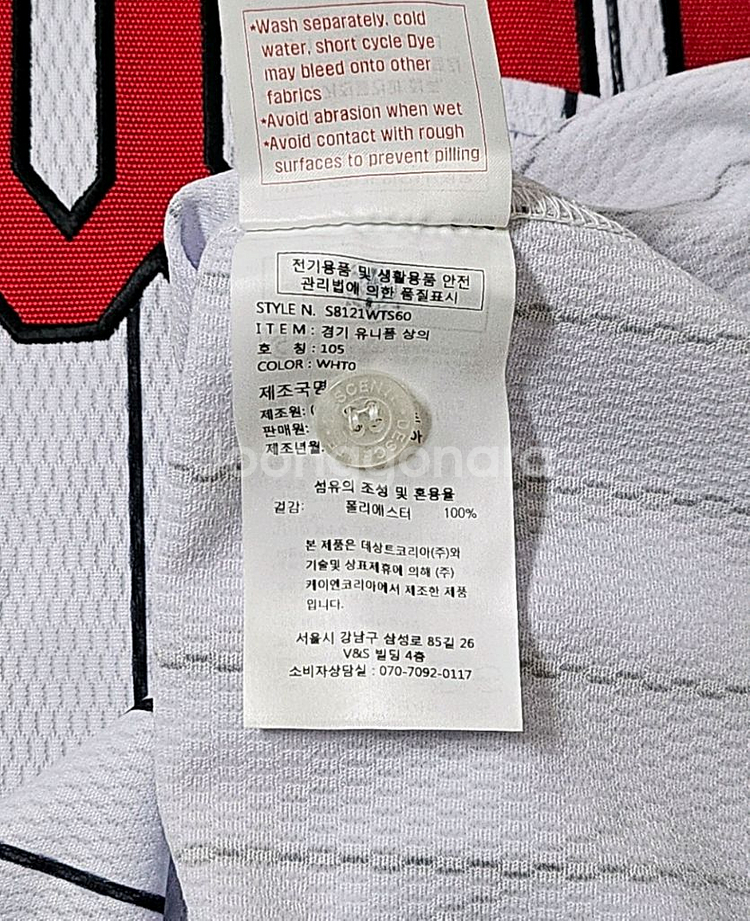 *Wash separately, cold
water, short cycle Dye
may bleed onto other
fabrics
*Avoid abrasion when wet
*Avoid contact with rough
surfaces to prevent pilling
전기용품 및 생활용품 안전
관리법에 의한 품질표시
STYLE N. S8121WTS60
ITEM : 경기 유니폼 상의
호 칭 : 105
COLOR : WHT0
제조국명
제조원:
판매원:
제조년월
DESCENTE
섬유의 조성 및 혼용율
겉감: 폴리에스터 100%
본 제품은 데상트코리아(주)와
기술및 상표제휴에 의해 (주)
케이엔코리아에서 제조한 제품
입니다.
서울시 강남구 삼성로 85길 26
V&S 빌딩 4층
소비자상담실 : 070-7092-0117